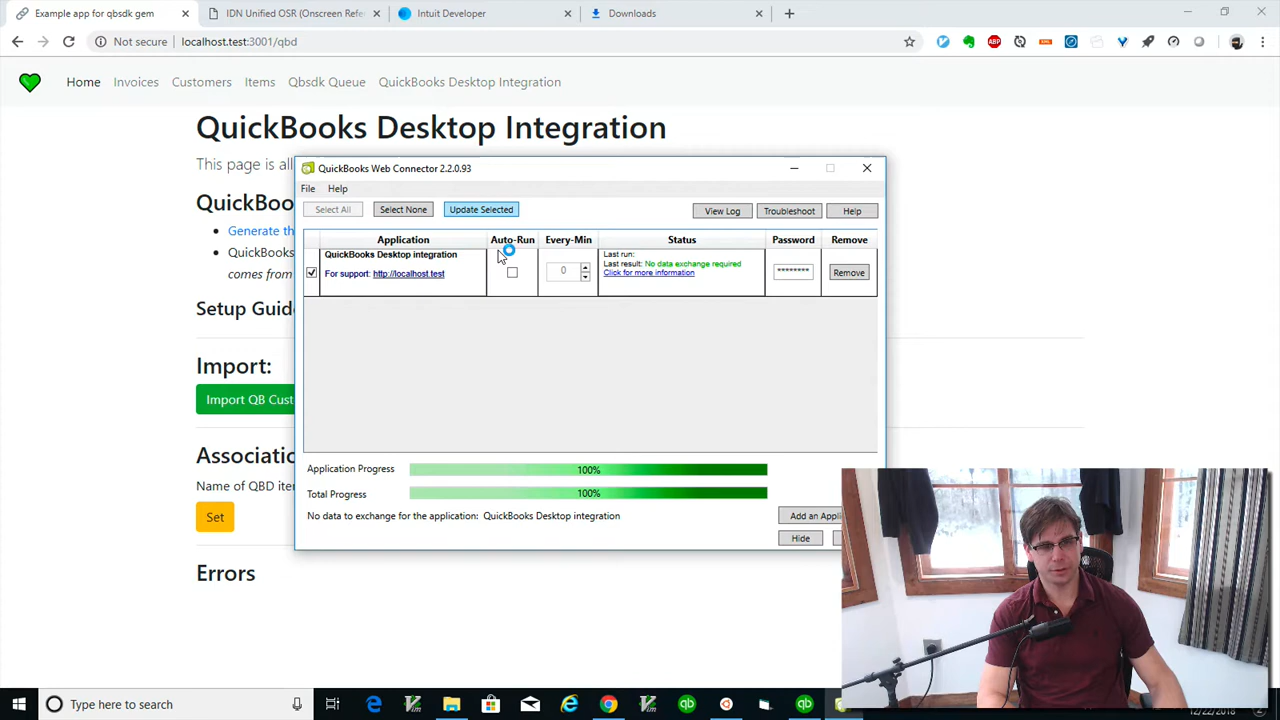 Example app for qbsdk gem
IDN Unified OSR (Onscreen Refe
Intuit Developer
Downloads
Not secure
localhost.test:3001/qbd
ABP
Home
Invoices
Customers
Items
Qbsdk Queue
QuickBooks Desktop Integration
QuickBooks Desktop Integration
This page is all
QuickBoo
Generate th
QuickBooks
comes from
Setup Guid
Import:
Import QB Cust
Associatio
Name of QBD ite
Set
Errors
QuickBooks Web Connector 2.2.0.93
File
Help
Select All
Select None
Update Selected
View Log
Troubleshoot
Help
Application
Auto-Run
Every-Min
Status
Password
Remove
QuickBooks Desktop integration
For support: http://localhost.test
0
Last run:
Last result: No data exchange required
Click for more information
********
Remove
Application Progress
100%
Total Progress
100%
No data to exchange for the application: QuickBooks Desktop integration
Add an Appli
Hide
Type here to search
12/22/2018